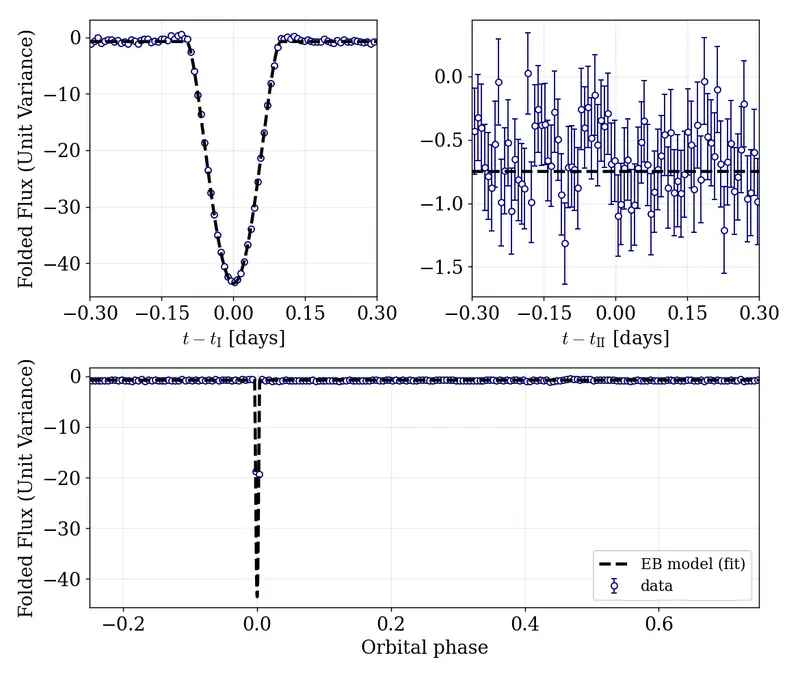 Folded Flux (Unit Variance)
0
−10
−20
−30
−40
−0.30 −0.15 0.00 0.15 0.30
t − t_I [days]
0.0
−0.5
−1.0
−1.5
−0.30 −0.15 0.00 0.15 0.30
t − t_II [days]
Folded Flux (Unit Variance)
0
−10
−20
−30
−40
−0.2 0.0 0.2 0.4 0.6
Orbital phase
EB model (fit)
data